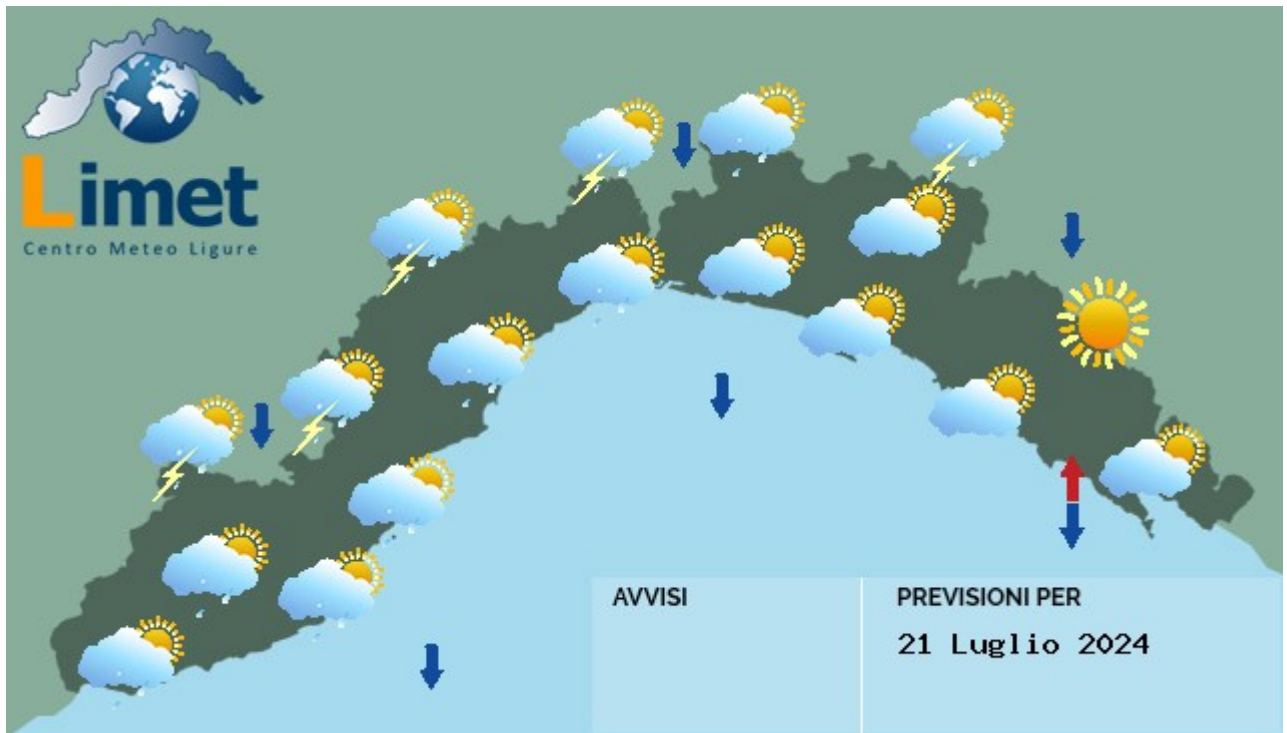 Limet
Centro Meteo Ligure
AVVISI
PREVISIONI PER
21 Luglio 2024